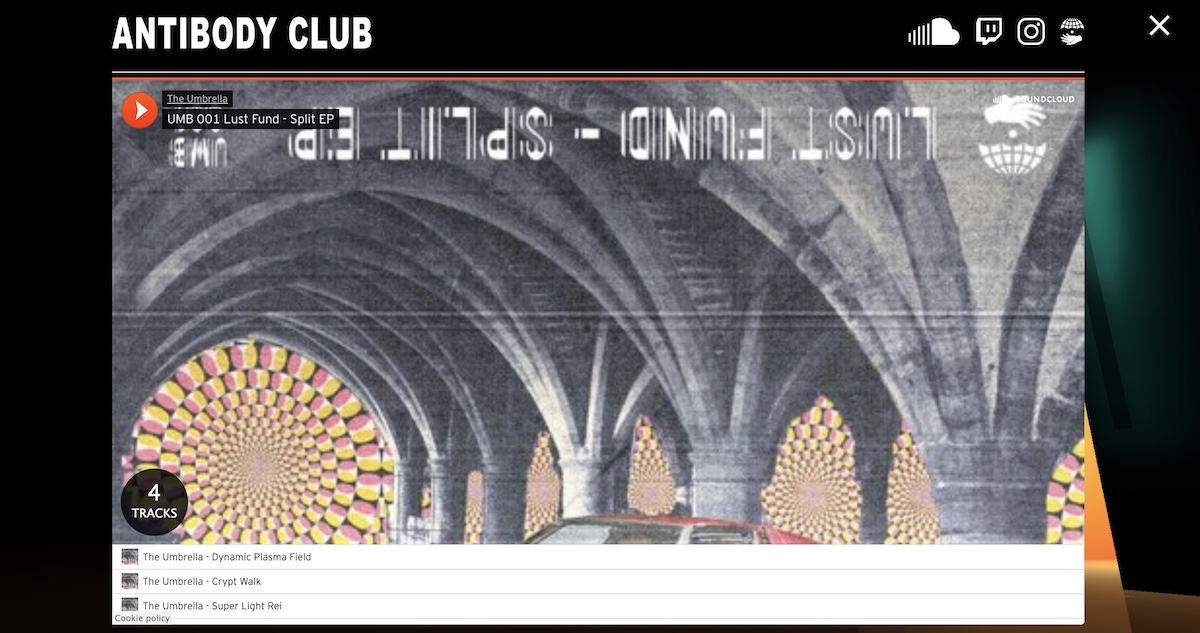 ANTIBODY CLUB
The Umbrella
SOUNDCLOUD
UMB 001 Lust Fund - Split EP
LUST FUND - SPLIT EP
UMB
4
TRACKS
The Umbrella - Dynamic Plasma Field
The Umbrella - Crypt Walk
The Umbrella - Super Light Rei
Cookie policy